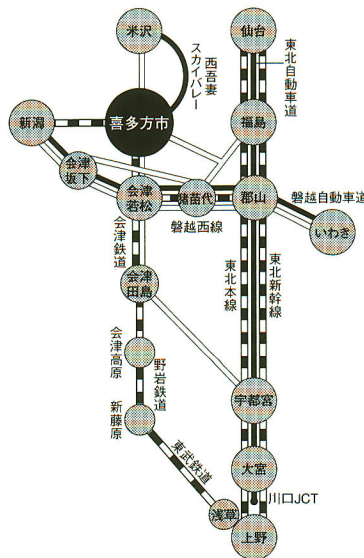 米沢
仙台
西吾妻
スカイバレー
東北自動車道
新潟
喜多方市
福島
会津
坂下
会津
若松
猪苗代
郡山
磐越自動車道
磐越西線
いわき
会津鉄道
東北本線
東北新幹線
会津
田島
会津高原
野岩鉄道
新藤原
宇都宮
東武鉄道
大宮
川口JCT
浅草
上野